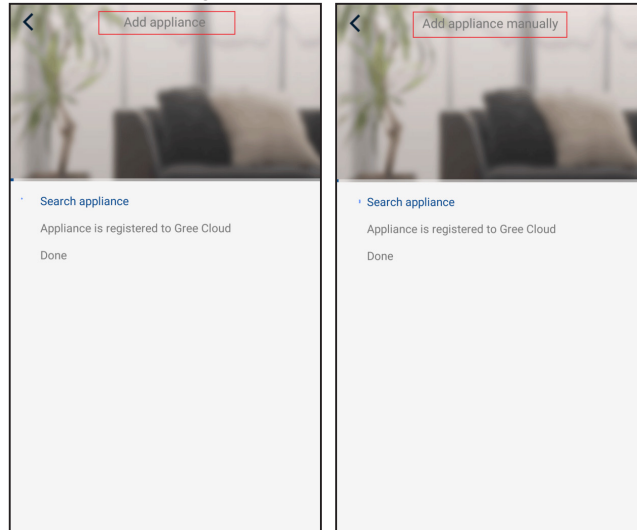 Add appliance
Search appliance
Appliance is registered to Gree Cloud
Done
Add appliance manually
Search appliance
Appliance is registered to Gree Cloud
Done